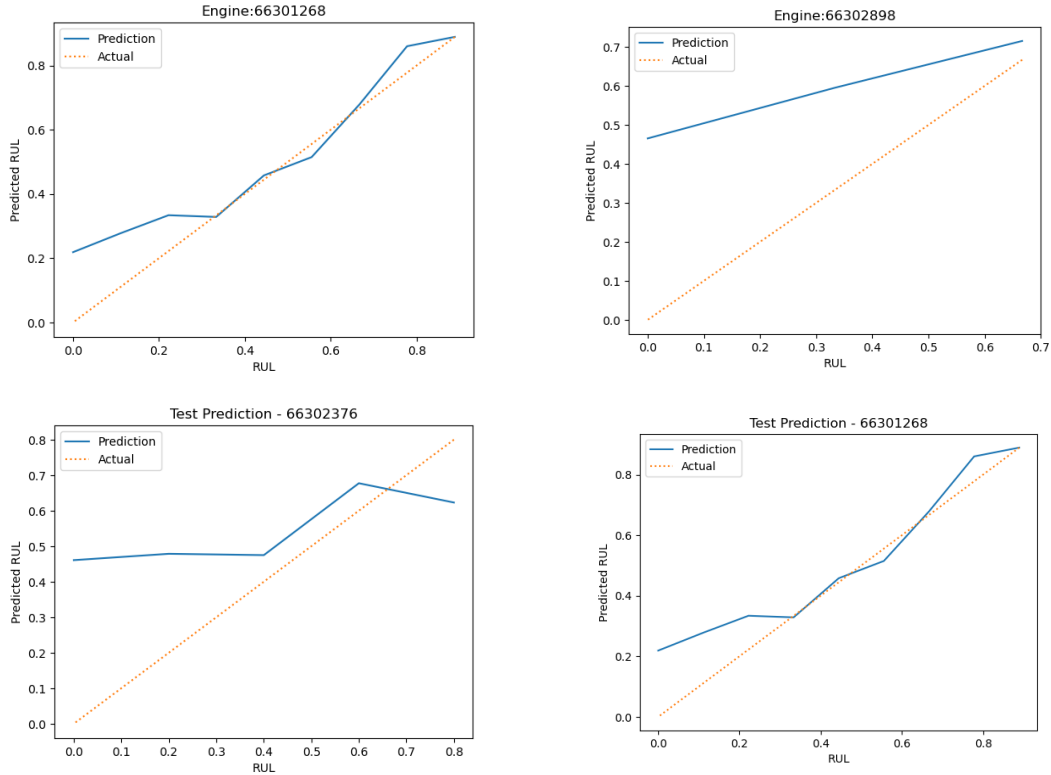 Engine:66301268
Prediction
Actual
Predicted RUL
0.8
0.6
0.4
0.2
0.0
0.0 0.2 0.4 0.6 0.8
RUL
Engine:66302898
Prediction
Actual
Predicted RUL
0.7
0.6
0.5
0.4
0.3
0.2
0.1
0.0
0.0 0.1 0.2 0.3 0.4 0.5 0.6 0.7
RUL
Test Prediction - 66302376
Prediction
Actual
Predicted RUL
0.8
0.7
0.6
0.5
0.4
0.3
0.2
0.1
0.0
0.0 0.1 0.2 0.3 0.4 0.5 0.6 0.7 0.8
RUL
Test Prediction - 66301268
Prediction
Actual
Predicted RUL
0.8
0.6
0.4
0.2
0.0
0.0 0.2 0.4 0.6 0.8
RUL